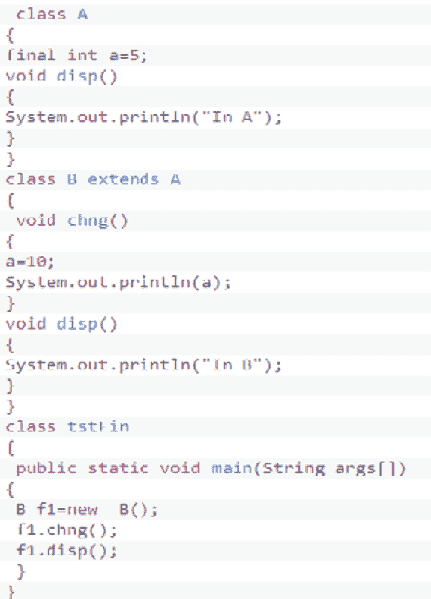 class A
{
final int a=5;
void disp()
{
System.out.println("In A");
}
}
class B extends A
{
void chng()
{
a=10;
System.out.println(a);
}
void disp()
{
System.out.println("In B");
}
}
class tstFin
{
public static void main(String args[])
{
B f1=new  B();
f1.chng();
f1.disp();
}
}